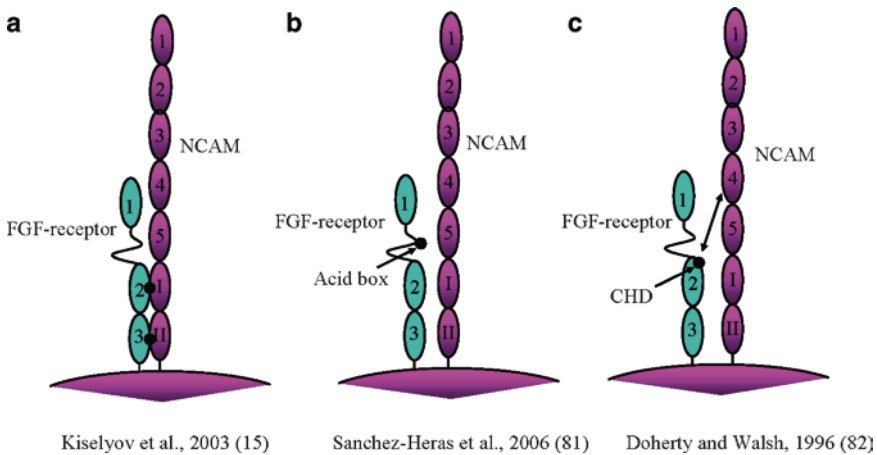 a
b
c
1
2
3
4
5
I
II
NCAM
FGF-receptor
1
2
3
1
2
3
4
5
I
II
NCAM
FGF-receptor
Acid box
1
2
3
1
2
3
4
5
I
II
NCAM
FGF-receptor
CHD
1
2
3
Kiselyov et al., 2003 (15)
Sanchez-Heras et al., 2006 (81)
Doherty and Walsh, 1996 (82)